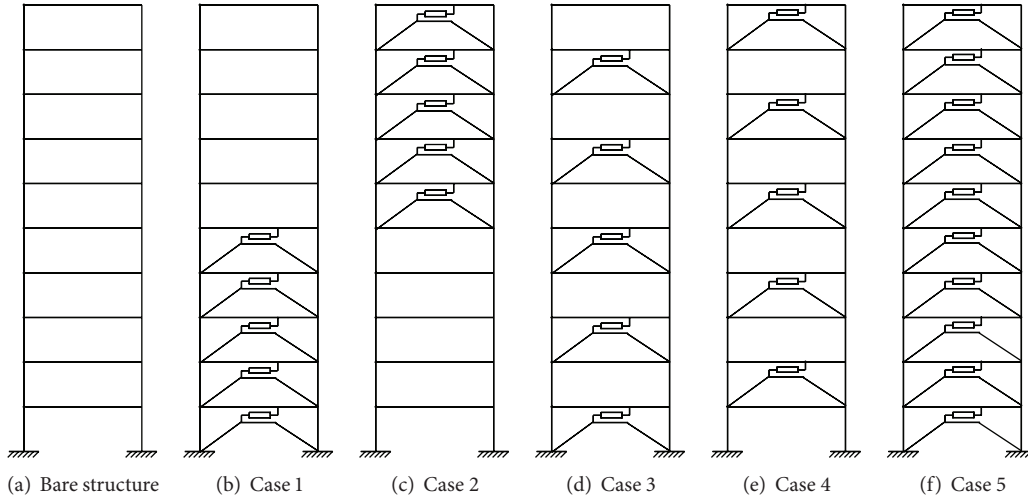 (a) Bare structure
(b) Case 1
(c) Case 2
(d) Case 3
(e) Case 4
(f) Case 5